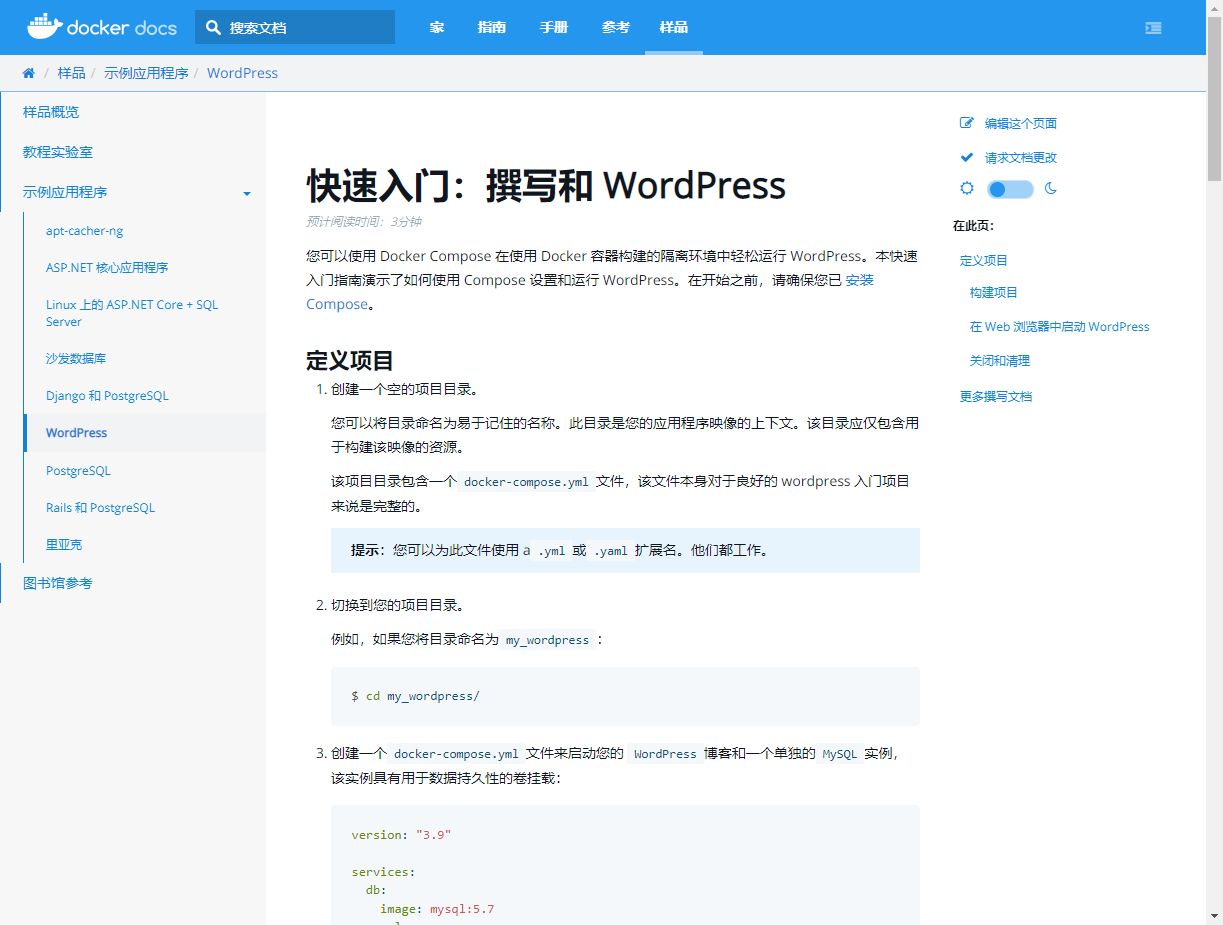 docker docs
搜索文档
家
指南
手册
参考
样品
/ 样品 / 示例应用程序 / WordPress
样品概览
教程实验室
示例应用程序
apt-cacher-ng
ASP.NET 核心应用程序
Linux 上的 ASP.NET Core + SQL
Server
沙发数据库
Django 和 PostgreSQL
WordPress
PostgreSQL
Rails 和 PostgreSQL
里亚克
图书馆参考
快速入门：撰写和 WordPress
预计阅读时间：3分钟
您可以使用 Docker Compose 在使用 Docker 容器构建的隔离环境中轻松运行 WordPress。本快速
入门指南演示了如何使用 Compose 设置和运行 WordPress。在开始之前，请确保您已 安装
Compose。
定义项目
1. 创建一个空的项目目录。
您可以将目录命名为易于记住的名称。此目录是您的应用程序映像的上下文。该目录应仅包含用
于构建该映像的资源。
该项目目录包含一个 docker-compose.yml 文件，该文件本身对于良好的 wordpress 入门项目
来说是完整的。
提示：您可以为此文件使用 a .yml 或 .yaml 扩展名。他们都工作。
2. 切换到您的项目目录。
例如，如果您将目录命名为 my_wordpress：
$ cd my_wordpress/
3. 创建一个 docker-compose.yml 文件来启动您的 WordPress 博客和一个单独的 MySQL 实例，
该实例具有用于数据持久性的卷挂载：
version: "3.9"
services:
db:
image: mysql:5.7
编辑这个页面
请求文档更改
在此页：
定义项目
构建项目
在 Web 浏览器中启动 WordPress
关闭和清理
更多撰写文档